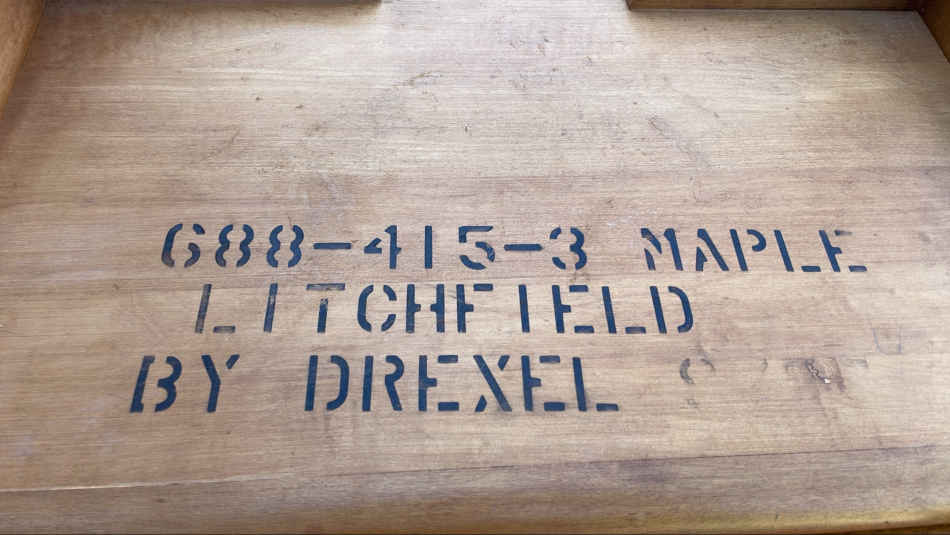 688-415-3 MAPLE
LITCHFIELD
BY DREXEL